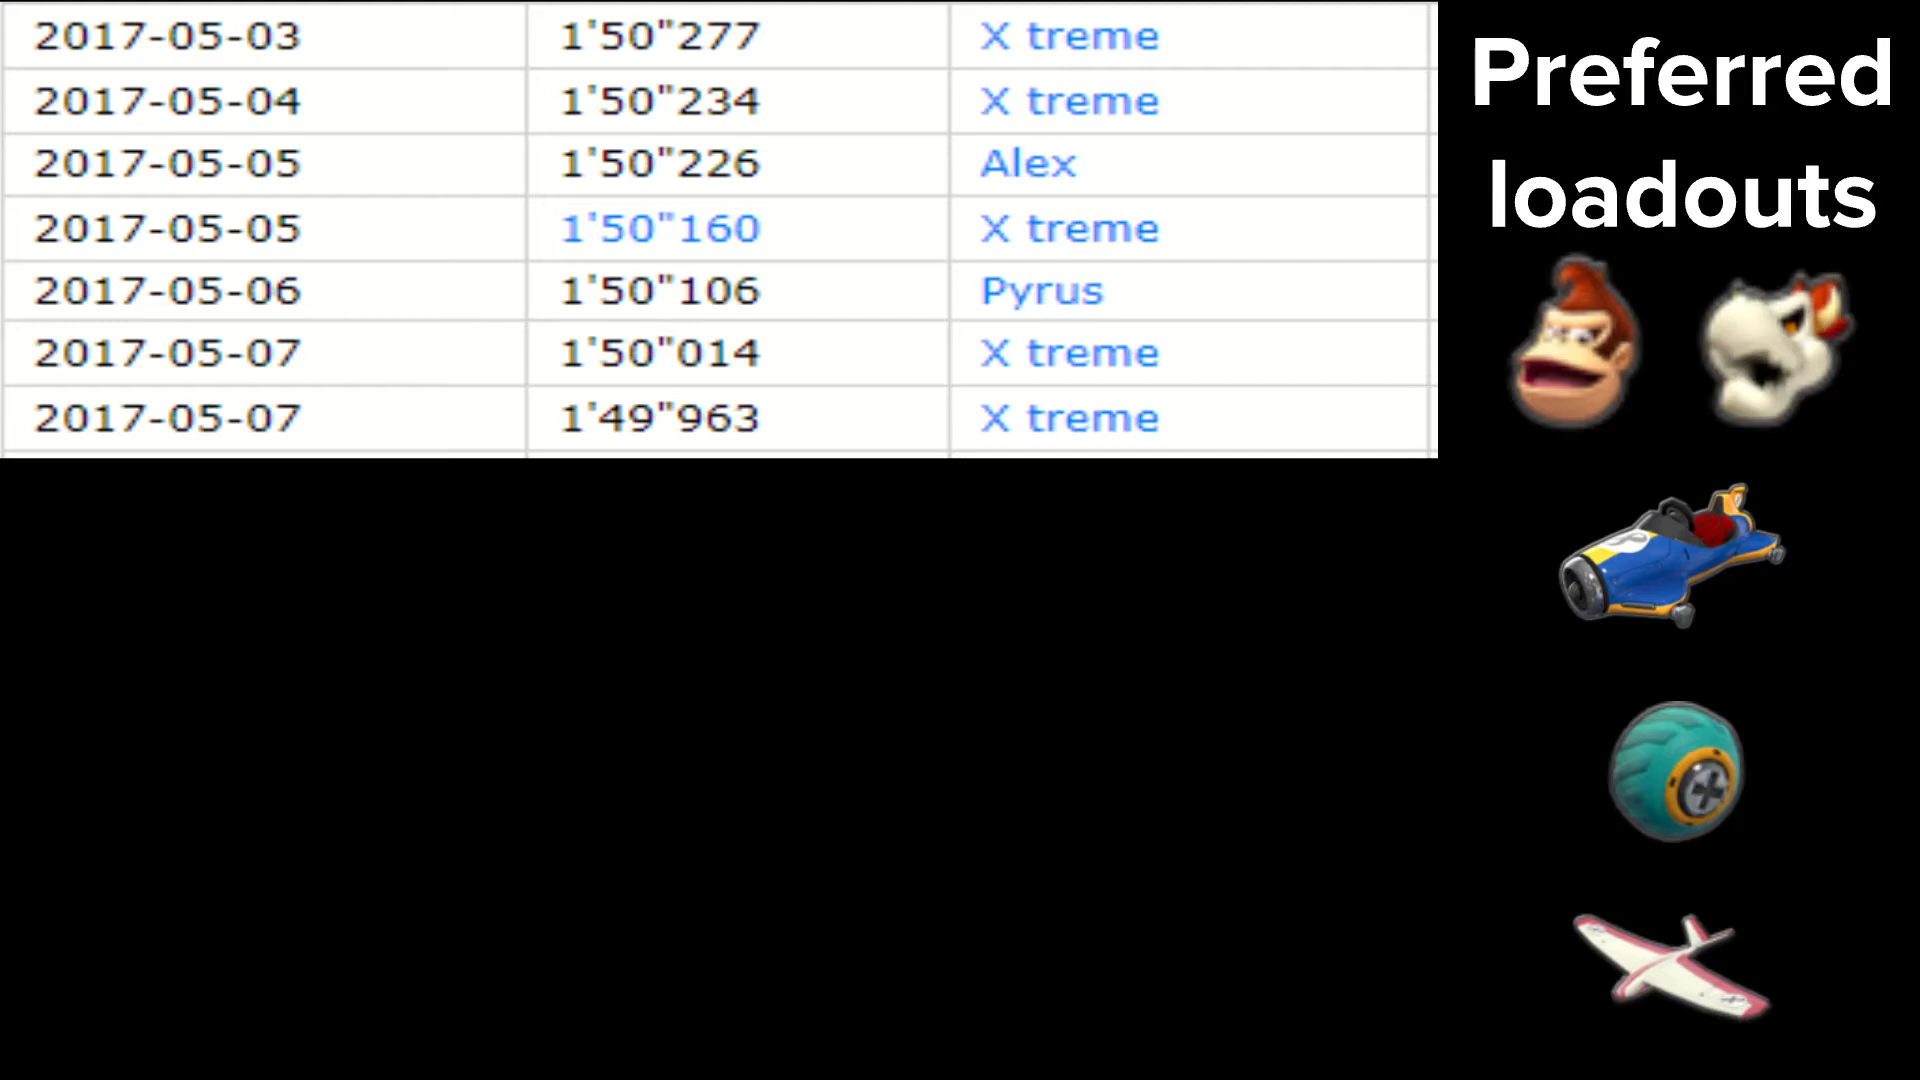 2017-05-03 1'50"277 X treme
2017-05-04 1'50"234 X treme
2017-05-05 1'50"226 Alex
2017-05-05 1'50"160 X treme
2017-05-06 1'50"106 Pyrus
2017-05-07 1'50"014 X treme
2017-05-07 1'49"963 X treme
Preferred
loadouts